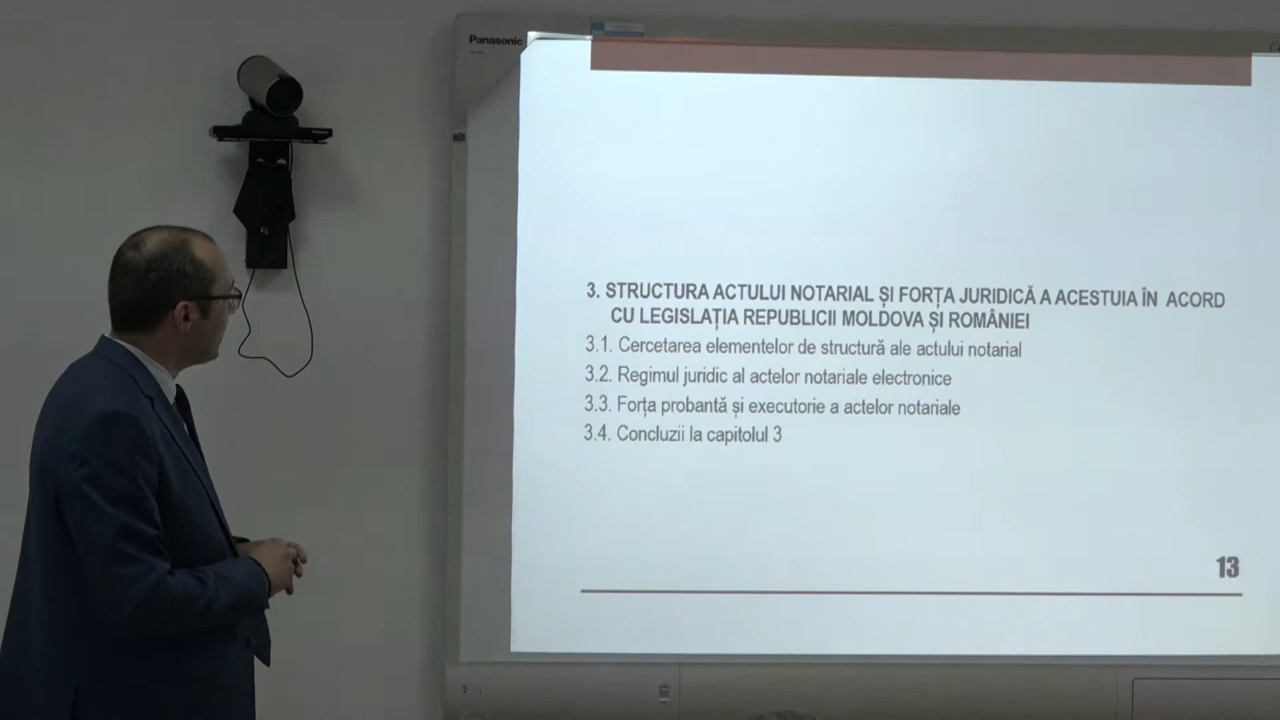 Panasonic
3. STRUCTURA ACTULUI NOTARIAL ȘI FORȚA JURIDICĂ A ACESTUIA ÎN ACORD
CU LEGISLAȚIA REPUBLICII MOLDOVA ȘI ROMÂNIEI
3.1. Cercetarea elementelor de structură ale actului notarial
3.2. Regimul juridic al actelor notariale electronice
3.3. Forța probantă și executorie a actelor notariale
3.4. Concluzii la capitolul 3
13